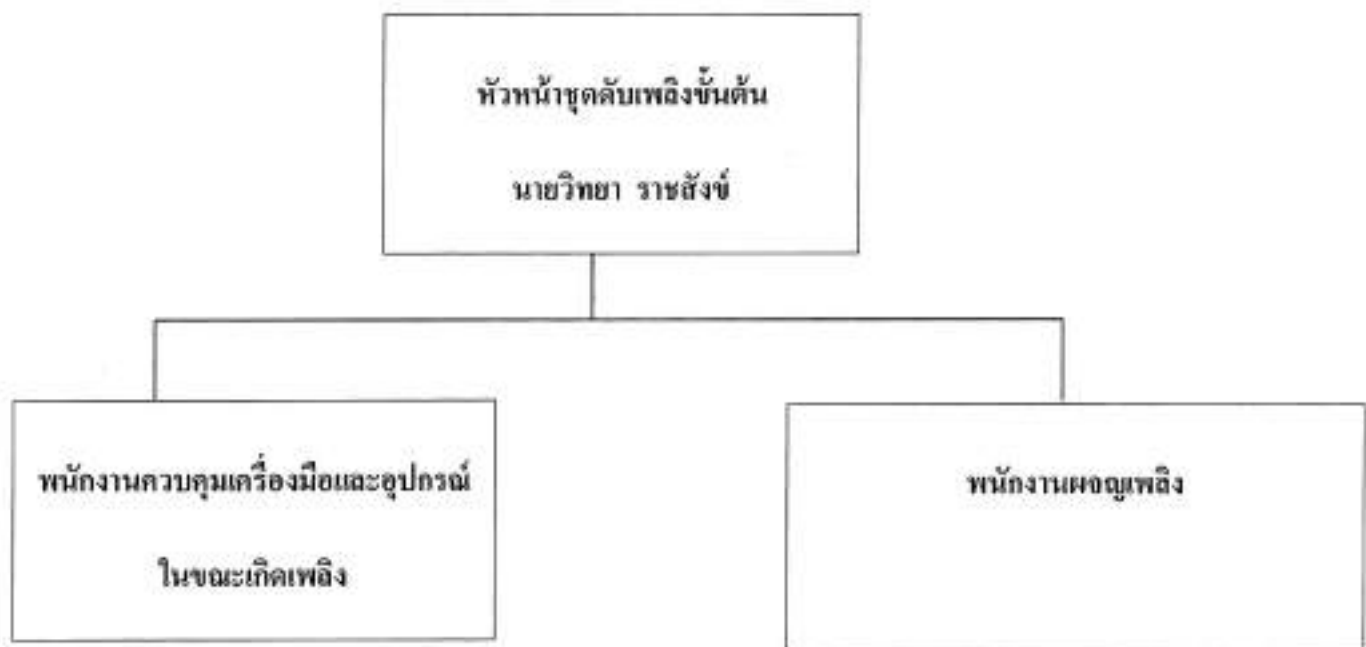 หัวหน้าชุดดับเพลิงขั้นต้น
นายวิทยา ราชสังข์
พนักงานควบคุมเครื่องมือและอุปกรณ์
ในขณะเกิดเพลิง
พนักงานผจญเพลิง